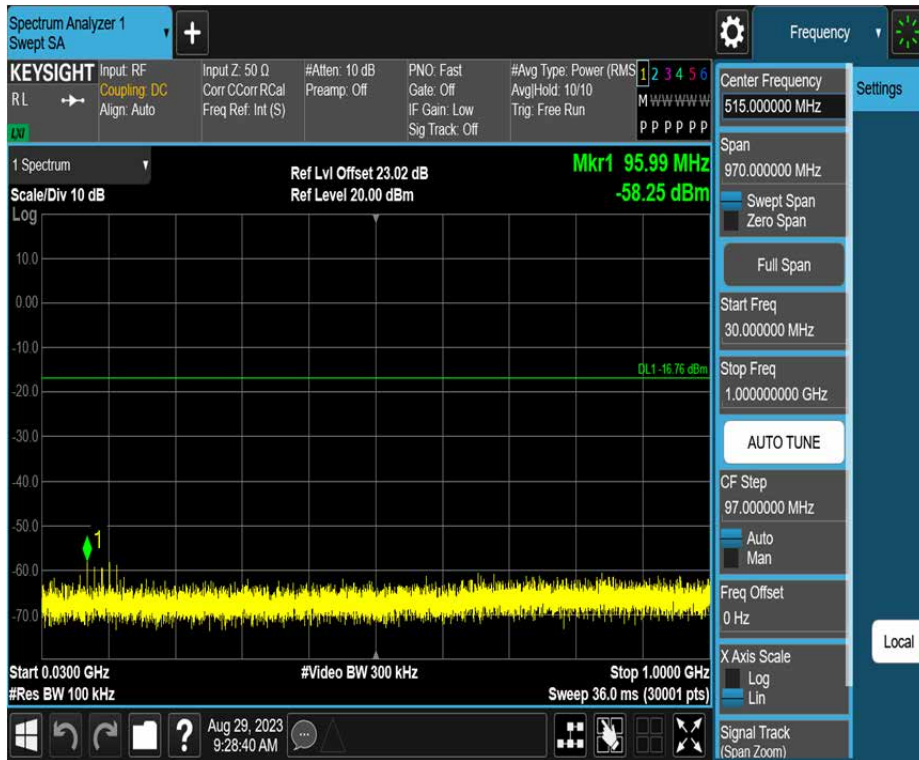 Spectrum Analyzer 1
Swept SA
+
Frequency
KEYSIGHT
RL
LXI
Input: RF
Coupling: DC
Align: Auto
Input Z: 50 Ω
Corr CCorr RCal
Freq Ref: Int (S)
#Atten: 10 dB
Preamp: Off
PNO: Fast
Gate: Off
IF Gain: Low
Sig Track: Off
#Avg Type: Power (RMS
Avg|Hold: 10/10
Trig: Free Run
1 2 3 4 5 6
M W W W W W
P P P P P P
1 Spectrum
Scale/Div 10 dB
Ref Lvl Offset 23.02 dB
Ref Level 20.00 dBm
Mkr1 95.99 MHz
-58.25 dBm
Log
10.0
0.00
-10.0
DL1 -16.76 dBm
-20.0
-30.0
-40.0
-50.0
1
-60.0
-70.0
Start 0.0300 GHz
#Res BW 100 kHz
#Video BW 300 kHz
Stop 1.0000 GHz
Sweep 36.0 ms (30001 pts)
?
Aug 29, 2023
9:28:40 AM
Center Frequency
515.000000 MHz
Span
970.000000 MHz
Swept Span
Zero Span
Full Span
Start Freq
30.000000 MHz
Stop Freq
1.000000000 GHz
AUTO TUNE
CF Step
97.000000 MHz
Auto
Man
Freq Offset
0 Hz
X Axis Scale
Log
Lin
Signal Track
(Span Zoom)
Settings
Local